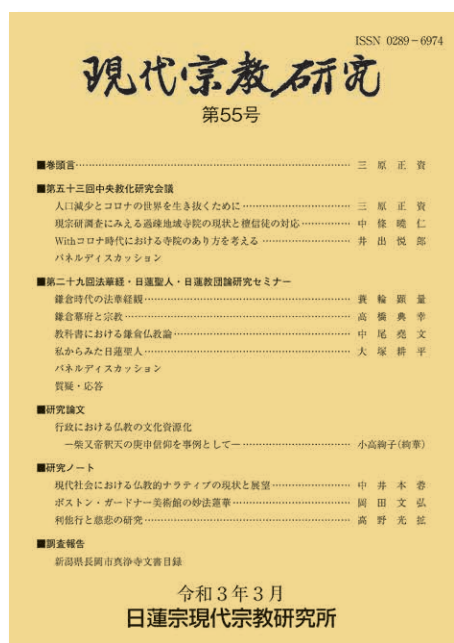 ISSN 0289-6974
現代宗教研究
第55号
■巻頭言…………三原正資
■第五十三回中央教化研究会議
人口減少とコロナの世界を生き抜くために…………三原正資
現宗研調査にみえる過疎地域寺院の現状と檀信徒の対応…………中條曉仁
Withコロナ時代における寺院のあり方を考える…………井出悦郎
パネルディスカッション
■第二十九回法華経・日蓮聖人・日蓮教団論研究セミナー
鎌倉時代の法華経観…………蓑輪顕量
鎌倉幕府と宗教…………高橋典幸
教科書における鎌倉仏教論…………中尾堯文
私からみた日蓮聖人…………大塚耕平
パネルディスカッション
質疑・応答
■研究論文
行政における仏教の文化資源化
―柴又帝釈天の庚申信仰を事例として―…………小高絢子(絢華)
■研究ノート
現代社会における仏教的ナラティブの現状と展望…………中井本蓉
ボストン・ガードナー美術館の妙法蓮華…………岡田文弘
利他行と慈悲の研究…………高野光拡
■調査報告
新潟県長岡市真浄寺文書目録
令和3年3月
日蓮宗現代宗教研究所